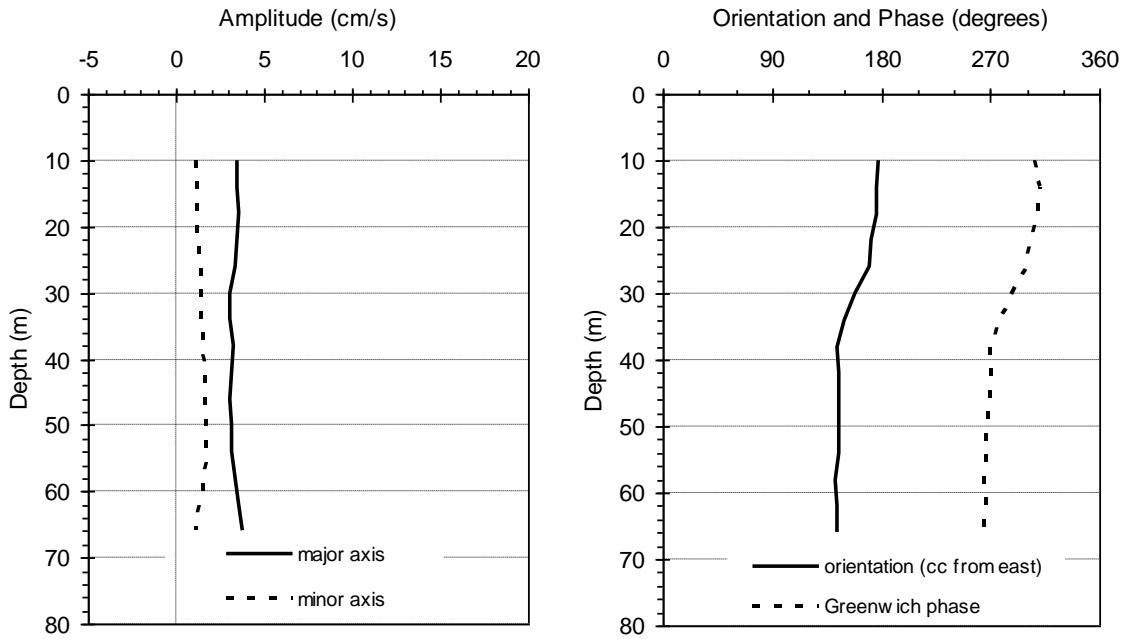 Amplitude (cm/s)
-5 0 5 10 15 20
0
10
20
30
40
50
60
70
80
Depth (m)
major axis
minor axis
Orientation and Phase (degrees)
0 90 180 270 360
0
10
20
30
40
50
60
70
80
Depth (m)
orientation (cc from east)
Greenwich phase